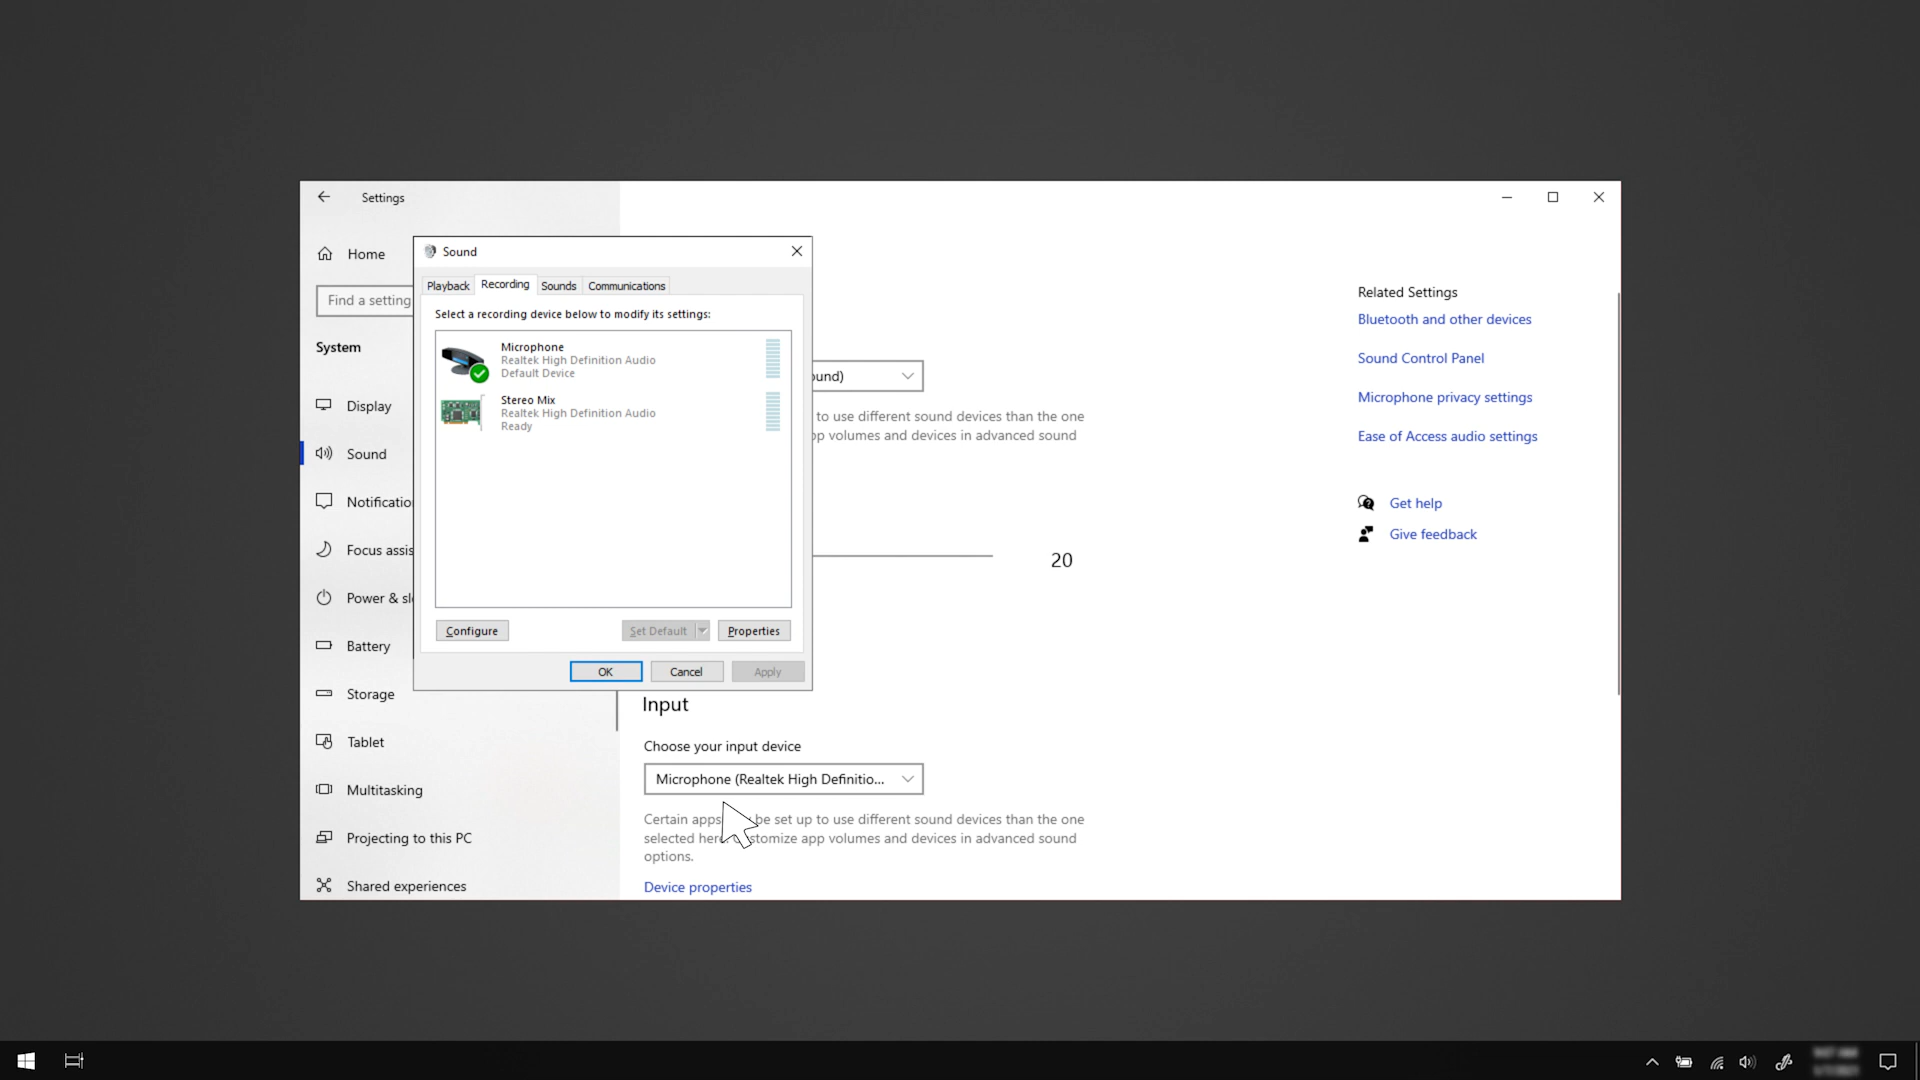 Settings
Home
Find a setting
System
Display
Sound
Notificatio
Focus assis
Power & sl
Battery
Storage
Tablet
Multitasking
Projecting to this PC
Shared experiences
Sound
Playback
Recording
Sounds
Communications
Select a recording device below to modify its settings:
Microphone
Realtek High Definition Audio
Default Device
Stereo Mix
Realtek High Definition Audio
Ready
Configure
Set Default
Properties
OK
Cancel
Apply
ound)
to use different sound devices than the one
pp volumes and devices in advanced sound
20
Input
Choose your input device
Microphone (Realtek High Definitio...
Certain apps be set up to use different sound devices than the one
selected here stomize app volumes and devices in advanced sound
options.
Device properties
Related Settings
Bluetooth and other devices
Sound Control Panel
Microphone privacy settings
Ease of Access audio settings
Get help
Give feedback